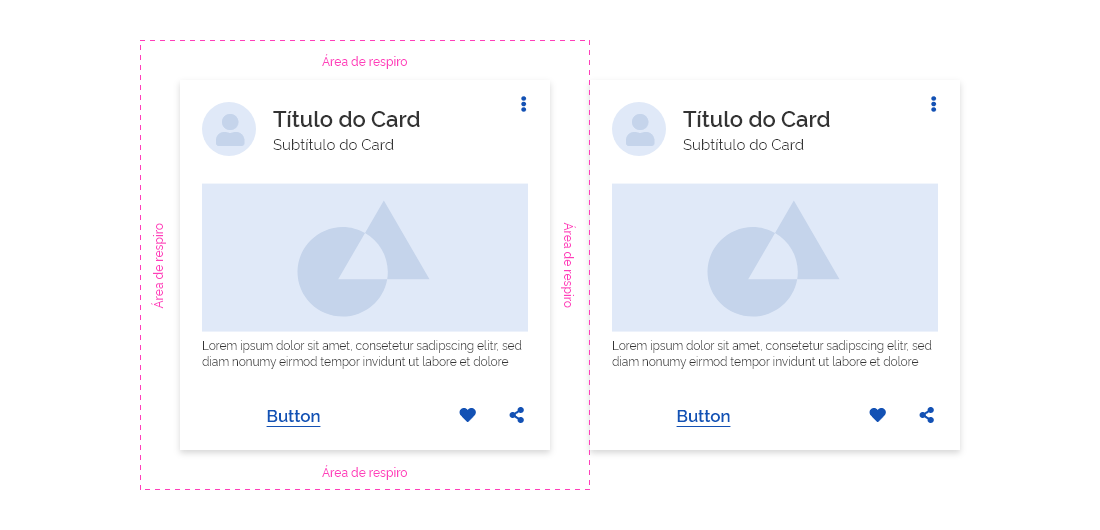 Área de respiro
Título do Card
Subtítulo do Card
Área de respiro
Lorem ipsum dolor sit amet, consetetur sadipscing elitr, sed
diam nonumy eirmod tempor invidunt ut labore et dolore
Button
Área de respiro
Área de respiro
Título do Card
Subtítulo do Card
Lorem ipsum dolor sit amet, consetetur sadipscing elitr, sed
diam nonumy eirmod tempor invidunt ut labore et dolore
Button